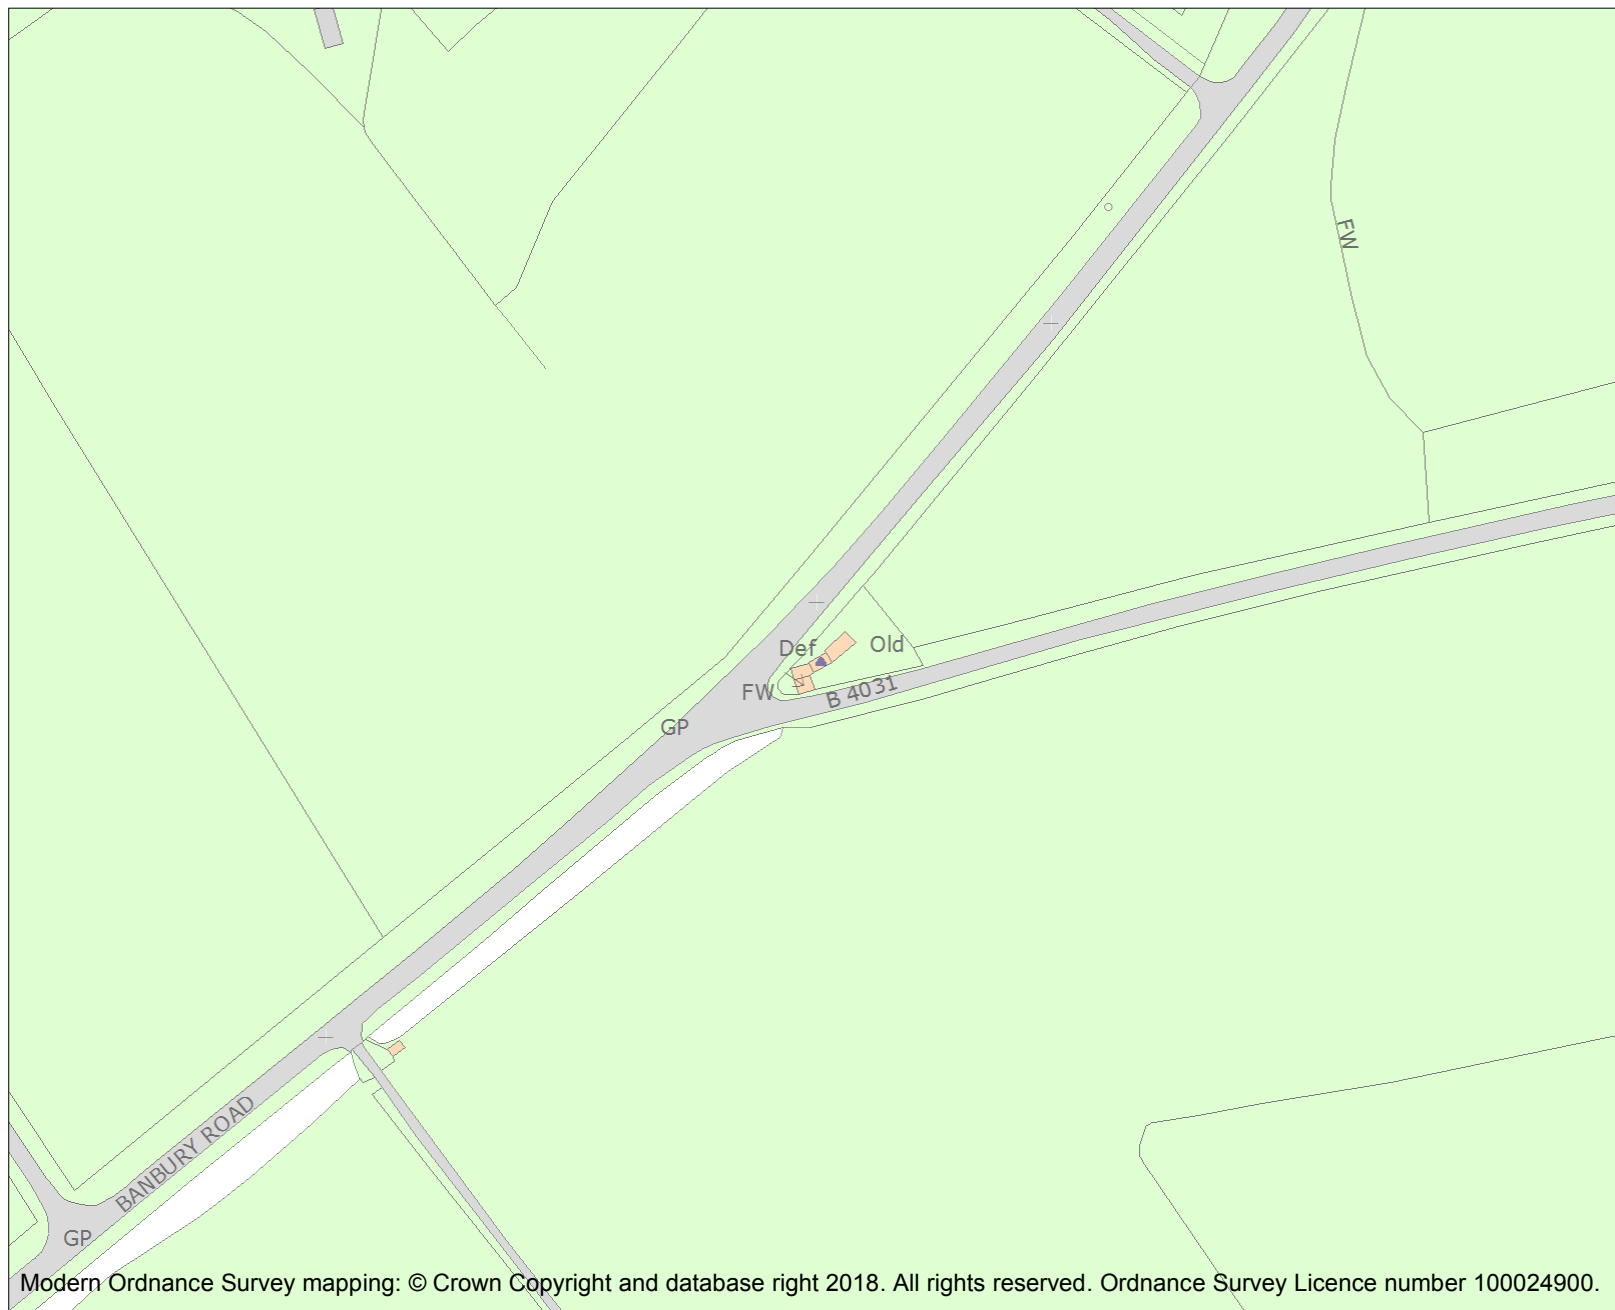 FW
Def
Old
FW
B 4031
GP
BANBURY ROAD
GP
Modern Ordnance Survey mapping: © Crown Copyright and database right 2018. All rights reserved. Ordnance Survey Licence number 100024900.